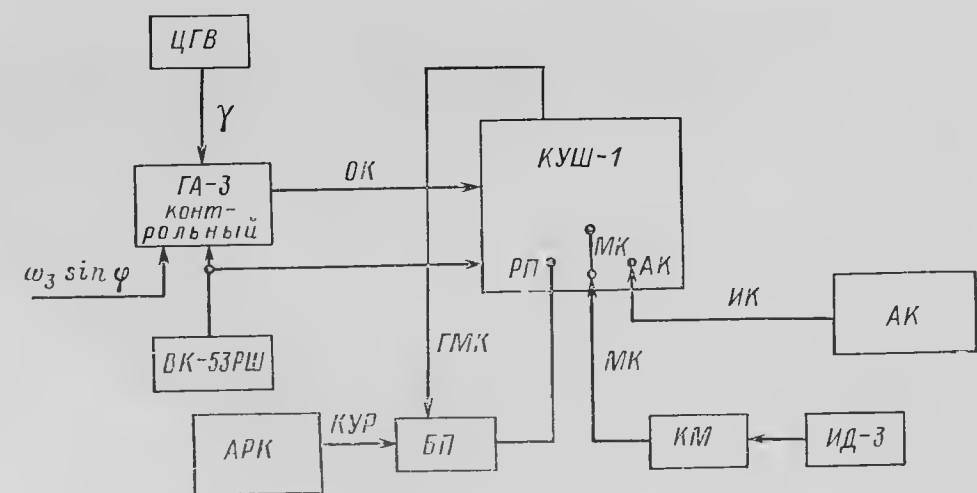 ЦГВ
γ
ГА-3
конт-
рольный
ОК
КУШ-1
МК
РП
АК
ω₃ sin φ
ИК
АК
ВК-53РШ
ГМК
МК
АРК
КУР
БП
КМ
ИД-3